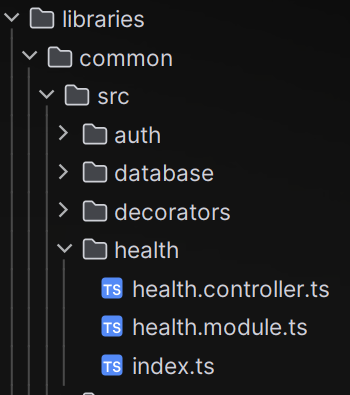 libraries
common
src
auth
database
decorators
health
TS health.controller.ts
TS health.module.ts
TS index.ts